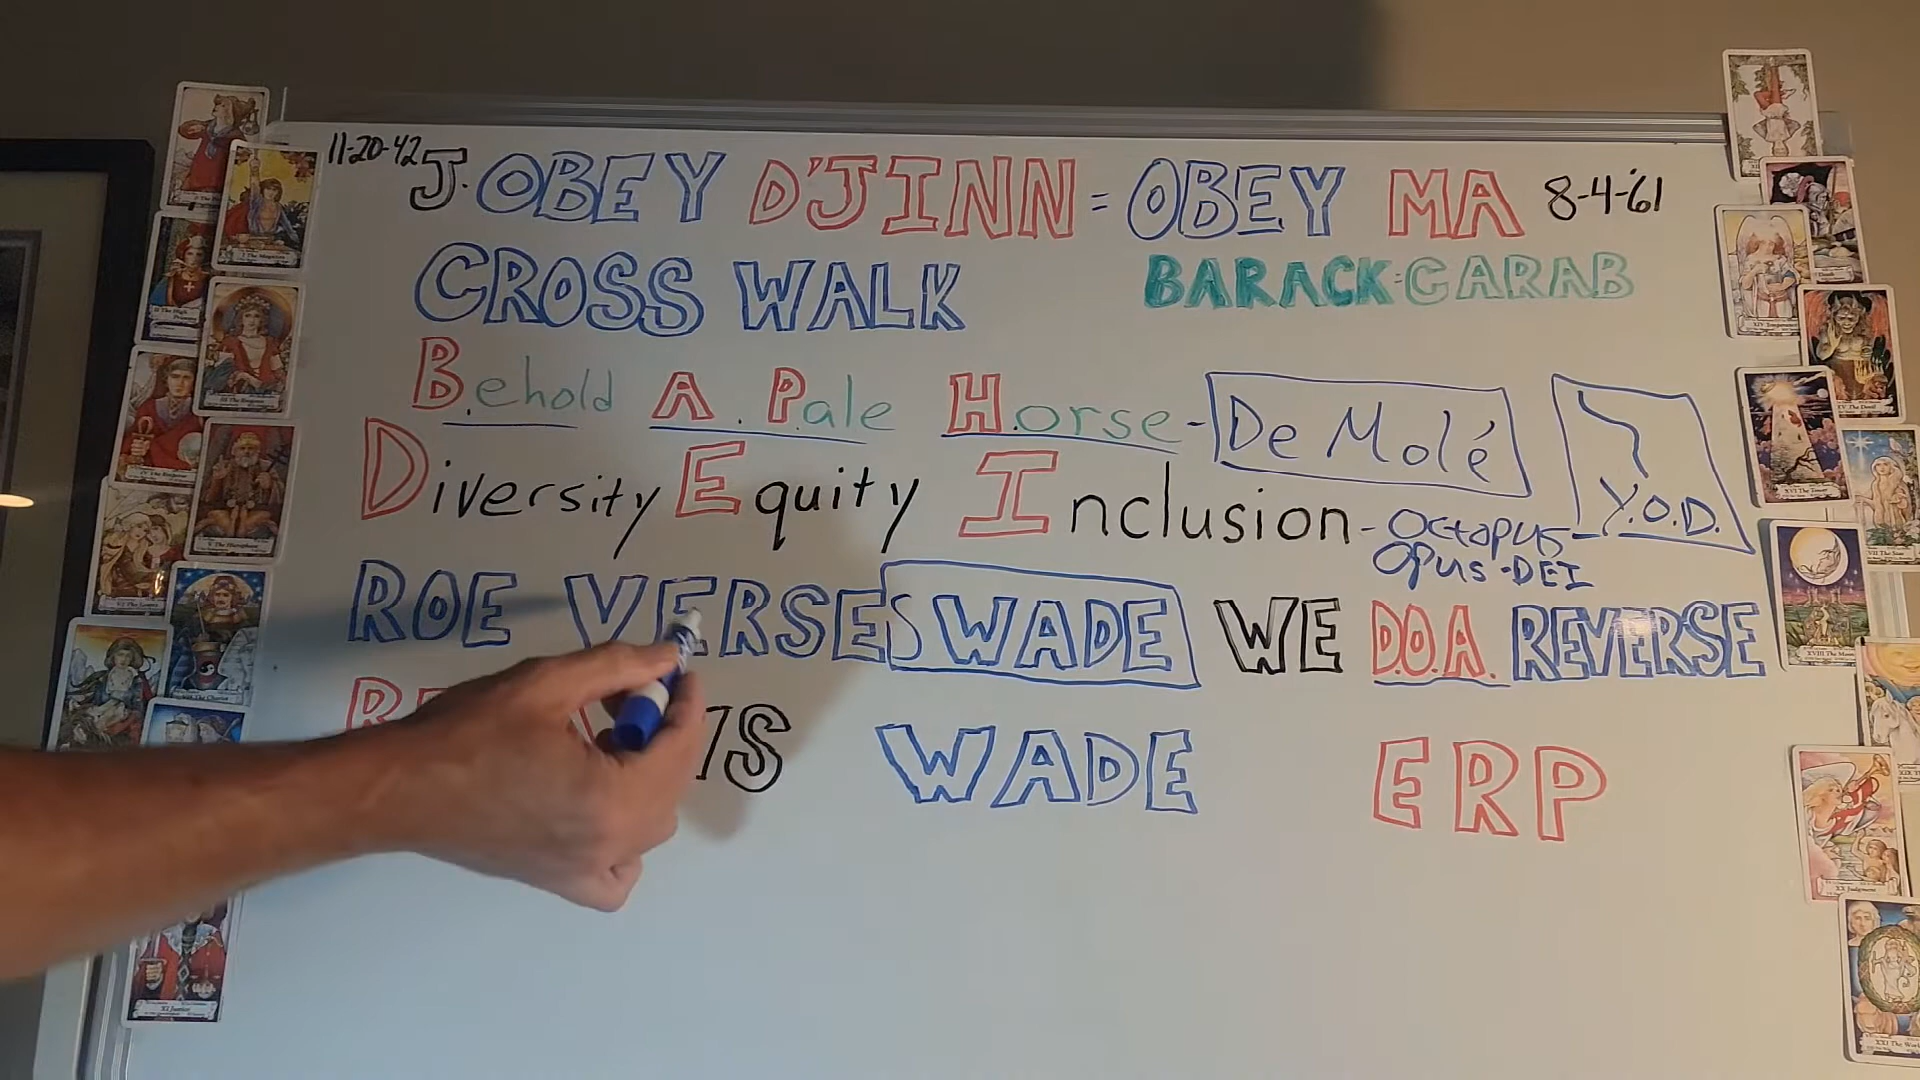 11-20-42 J. OBEY D'JINN = OBEY MA 8-4-61
CROSS WALK BARACK=CARAB
B.ehold A. P.ale H.orse - De Molé
Diversity Equity Inclusion - Octopus - Y.O.D.
Opus-DEI
ROE VERSES WADE WE D.O.A. REVERSE
VS WADE ERP